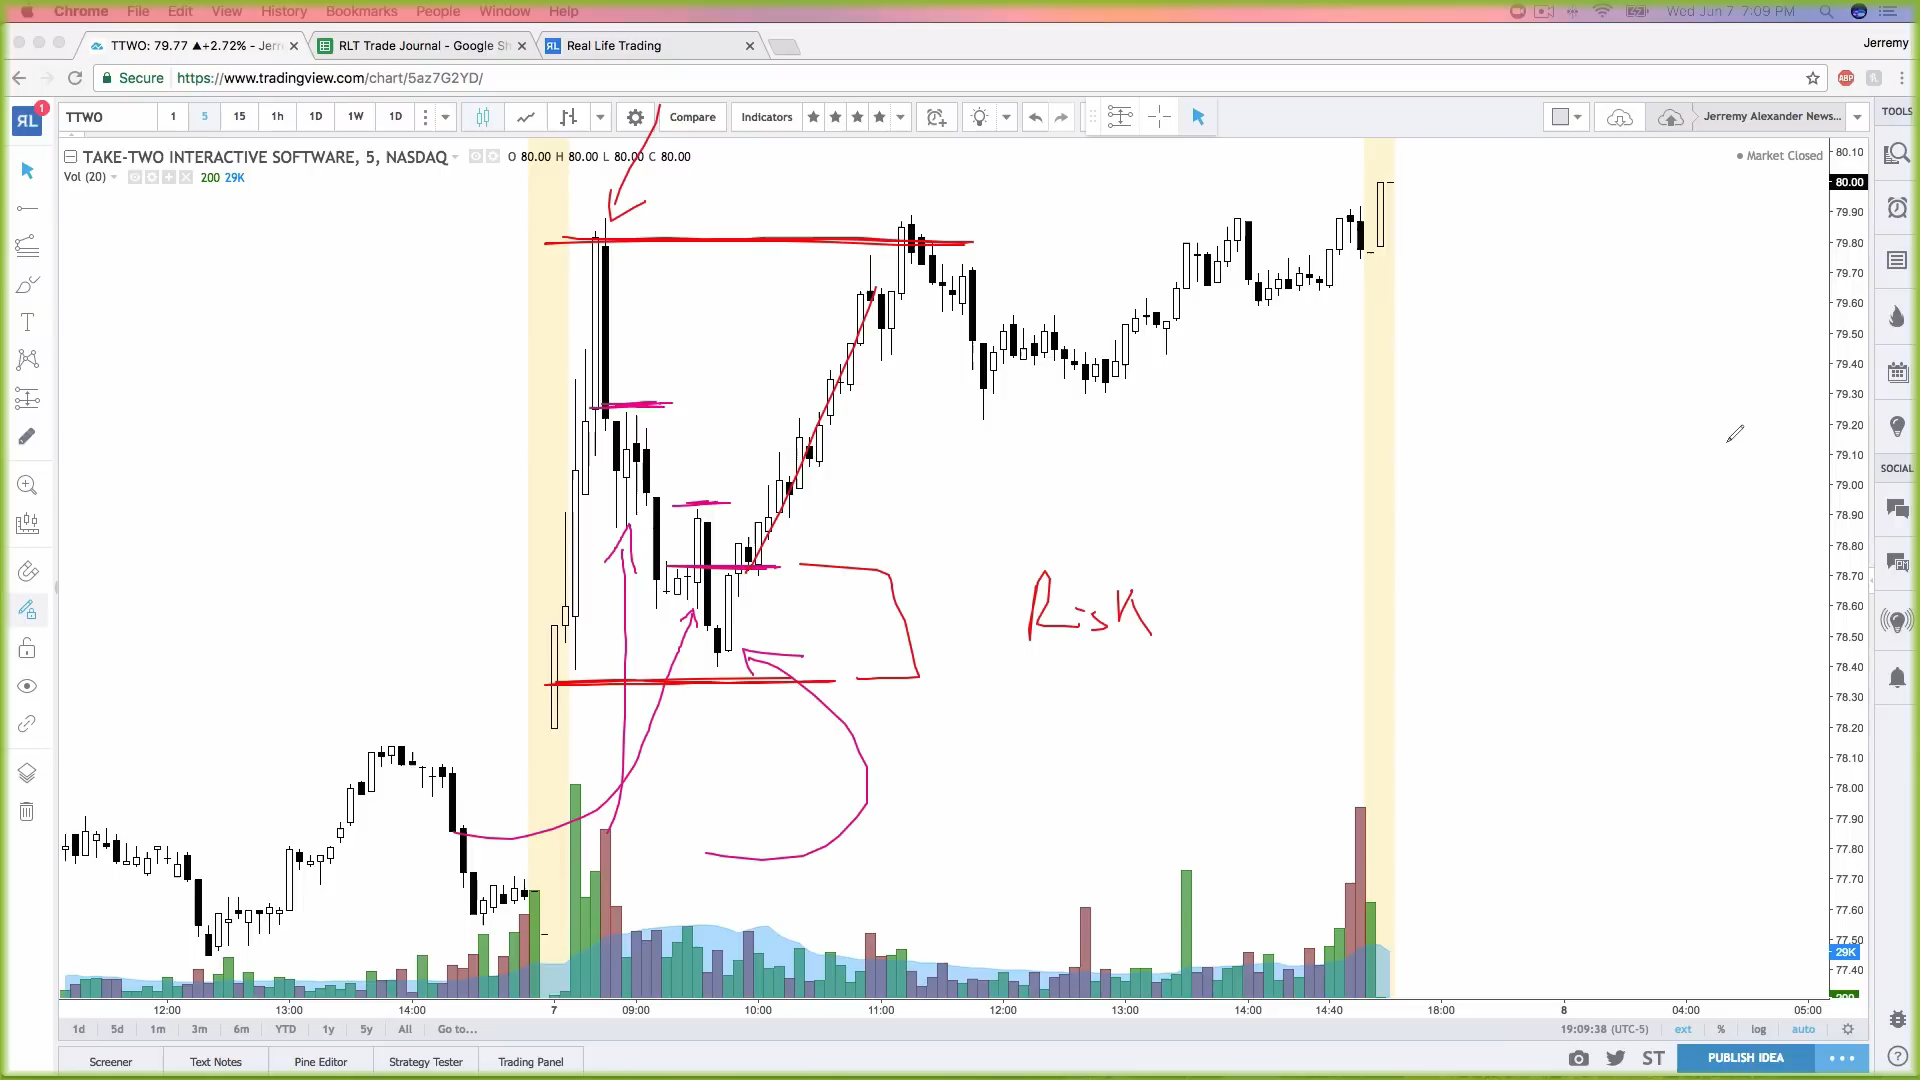 Chrome File Edit View History Bookmarks People Window Help Wed Jun 7 7:09 PM
TTWO: 79.77 ▲+2.72% - Jerr RLT Trade Journal - Google Sh Real Life Trading Jeremy
Secure https://www.tradingview.com/chart/5az7G2YD/ ABP
1 TTWO 1 5 15 1h 1D 1W 1D Compare Indicators Jerremy Alexander News... TOOLS
TAKE-TWO INTERACTIVE SOFTWARE, 5, NASDAQ O 80.00 H 80.00 L 80.00 C 80.00 Market Closed
Vol (20) 200 29K
80.10
80.00
79.90
79.80
79.70
79.60
79.50
79.40
79.30
79.20
79.10
79.00
78.90
78.80
78.70
78.60
78.50
78.40
78.30
78.20
78.10
78.00
77.90
77.80
77.70
77.60
77.50
29K
77.40
200
SOCIAL
Risk
12:00 13:00 14:00 7 09:00 10:00 11:00 12:00 13:00 14:00 14:40 18:00 8 04:00 05:00
1d 5d 1m 3m 6m YTD 1y 5y All Go to... 19:09:38 (UTC-5) ext % log auto
Screener Text Notes Pine Editor Strategy Tester Trading Panel ST PUBLISH IDEA